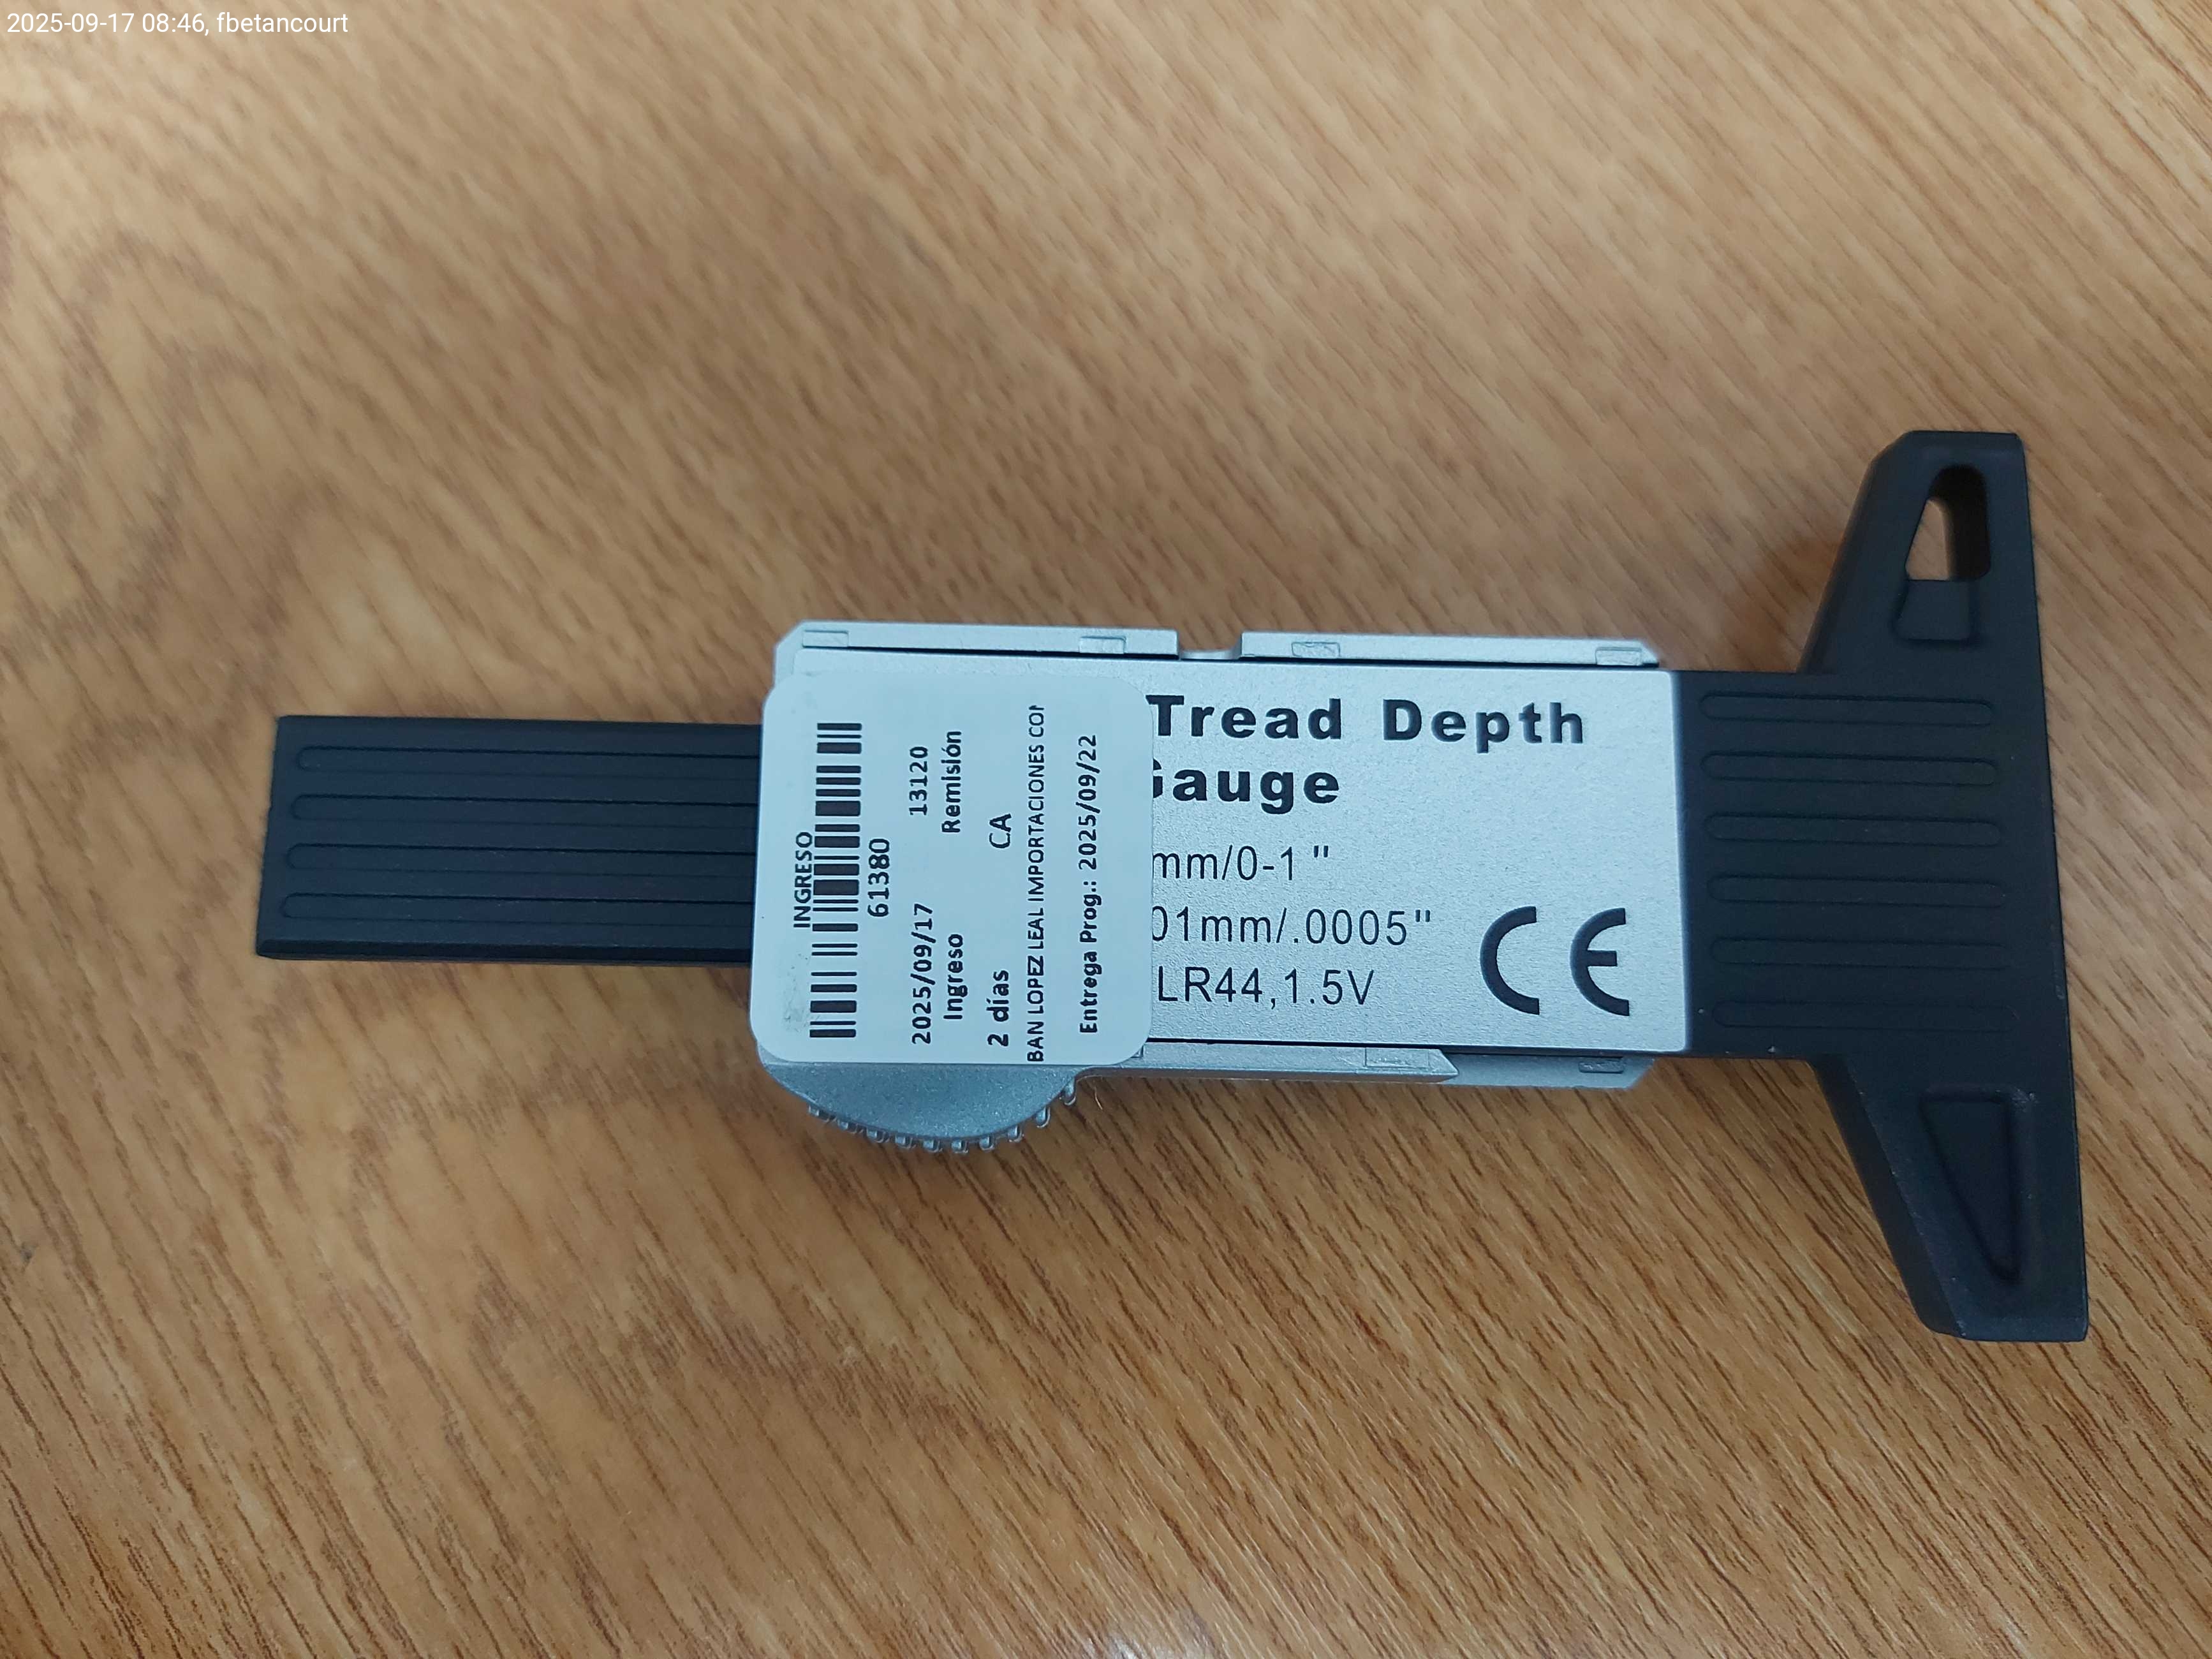 2025-09-17 08:46, fbetancourt
INGRESO
61380
2025/09/17 13120
Ingreso Remisión
2 días CA
BAN LOPEZ LEAL IMPORTACIONES COM
Entrega Prog.: 2025/09/22
Tread Depth
Gauge
mm/0-1 "
01mm/.0005"
LR44,1.5V
CE